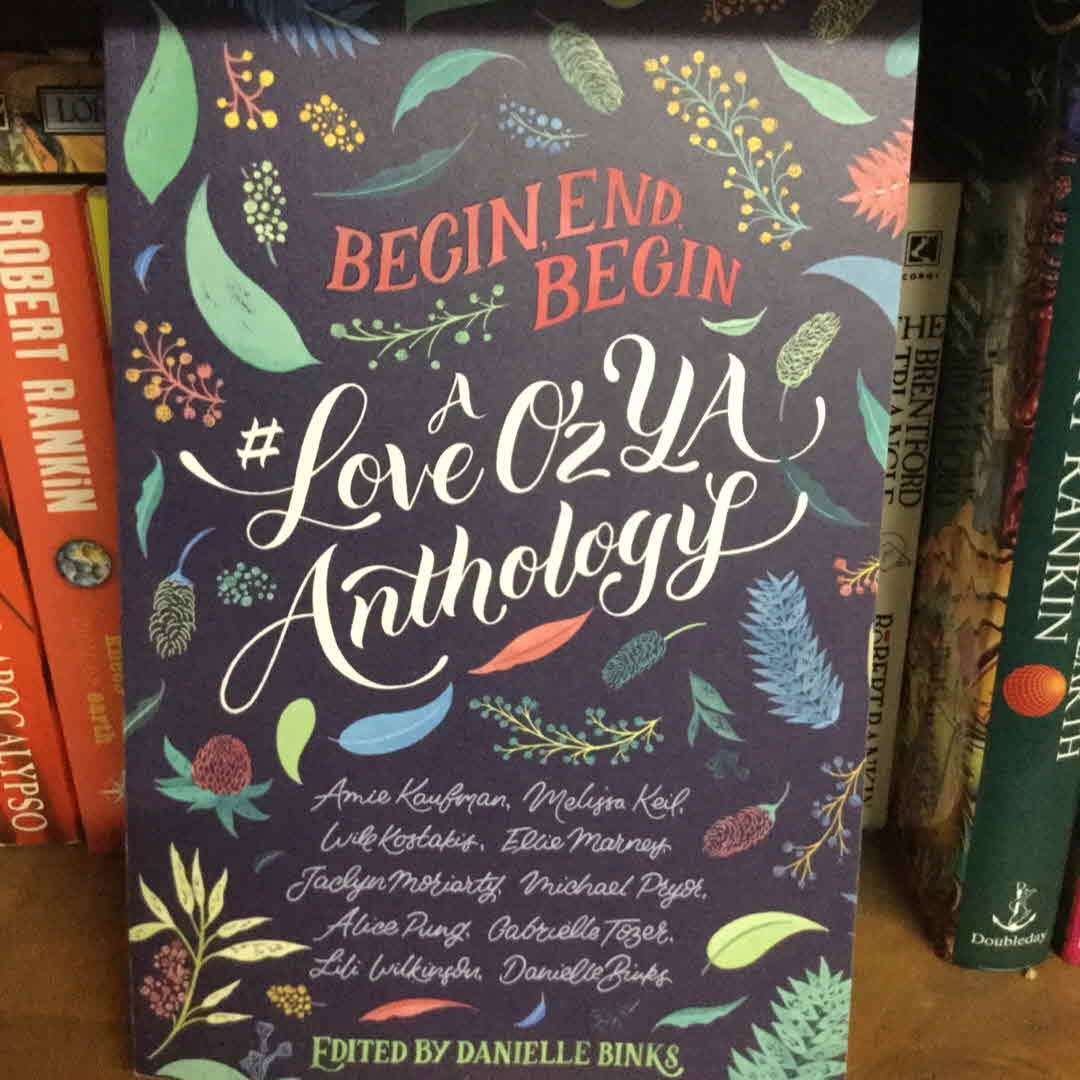 BEGIN, END,
BEGIN
A
#LoveOzYA
Anthology
Amie Kaufman, Melissa Keil,
Will Kostakis, Ellie Marney,
Jaclyn Moriarty, Michael Pryor,
Alice Pung, Gabrielle Tozer,
Lili Wilkinson, Danielle Binks
EDITED BY DANIELLE BINKS
ROBERT RANKIN
APOCALYPSO
CORGI
THE BRENTFORD
TRIANGLE
ROBERT RANKIN
RANKIN
Doubleday